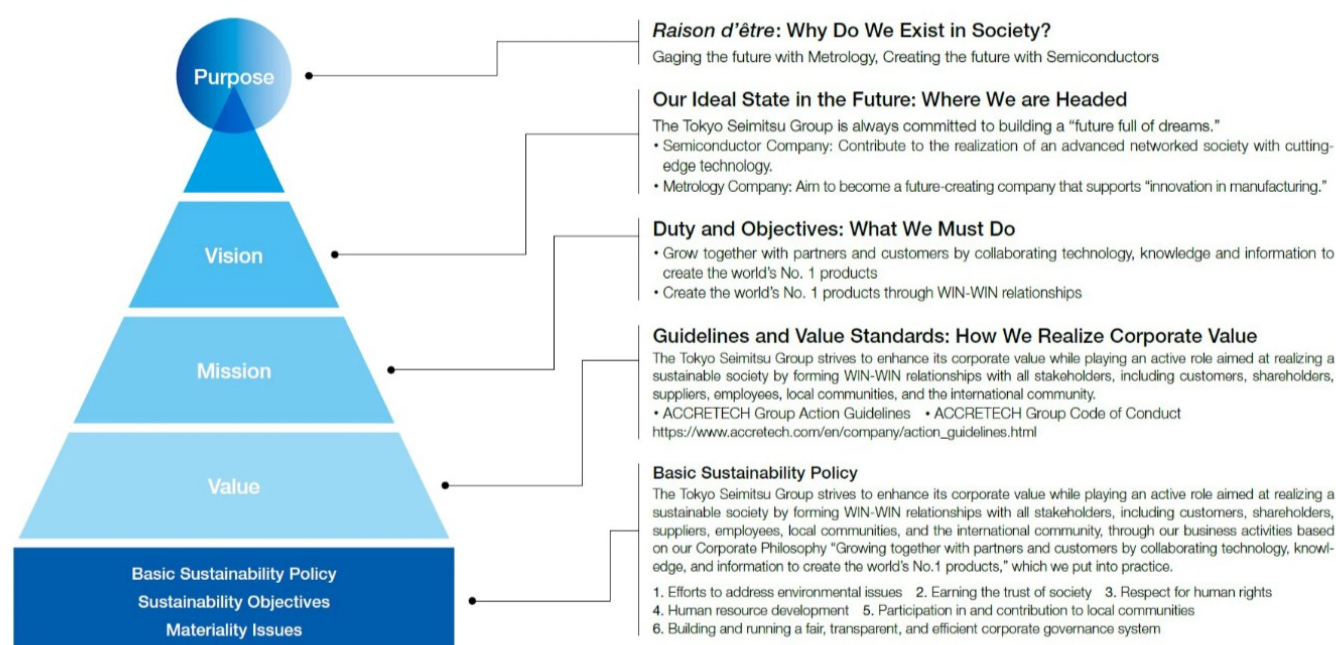 Purpose
Vision
Mission
Value
Basic Sustainability Policy
Sustainability Objectives
Materiality Issues
Raison d'être: Why Do We Exist in Society?
Gaging the future with Metrology, Creating the future with Semiconductors
Our Ideal State in the Future: Where We are Headed
The Tokyo Seimitsu Group is always committed to building a “future full of dreams.”
• Semiconductor Company: Contribute to the realization of an advanced networked society with cutting-
edge technology.
• Metrology Company: Aim to become a future-creating company that supports “innovation in manufacturing.”
Duty and Objectives: What We Must Do
• Grow together with partners and customers by collaborating technology, knowledge and information to
create the world's No. 1 products
• Create the world's No. 1 products through WIN-WIN relationships
Guidelines and Value Standards: How We Realize Corporate Value
The Tokyo Seimitsu Group strives to enhance its corporate value while playing an active role aimed at realizing a
sustainable society by forming WIN-WIN relationships with all stakeholders, including customers, shareholders,
suppliers, employees, local communities, and the international community.
• ACCRETECH Group Action Guidelines • ACCRETECH Group Code of Conduct
https://www.accretech.com/en/company/action_guidelines.html
Basic Sustainability Policy
The Tokyo Seimitsu Group strives to enhance its corporate value while playing an active role aimed at realizing a
sustainable society by forming WIN-WIN relationships with all stakeholders, including customers, shareholders,
suppliers, employees, local communities, and the international community, through our business activities based
on our Corporate Philosophy “Growing together with partners and customers by collaborating technology, knowl-
edge, and information to create the world's No.1 products,” which we put into practice.
1. Efforts to address environmental issues 2. Earning the trust of society 3. Respect for human rights
4. Human resource development 5. Participation in and contribution to local communities
6. Building and running a fair, transparent, and efficient corporate governance system